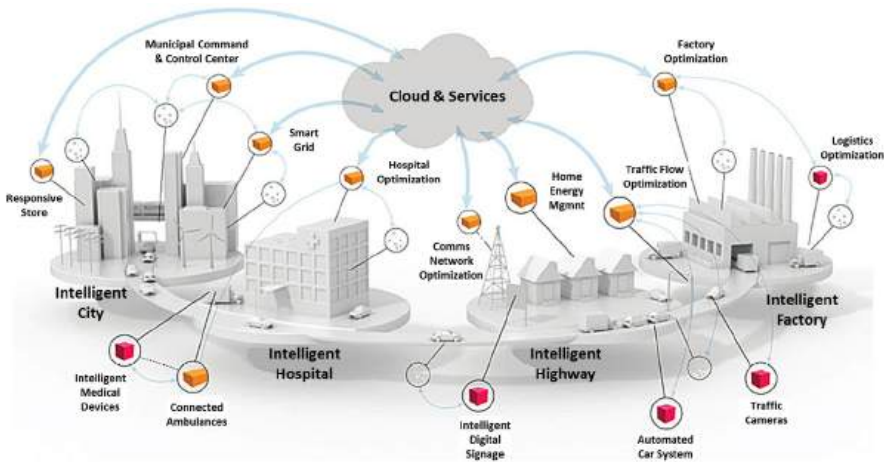 Municipal Command
& Control Center
Factory
Optimization
Cloud & Services
Smart
Grid
Hospital
Optimization
Home
Energy
Mgmnt
Traffic Flow
Optimization
Logistics
Optimization
Responsive
Store
Comms
Network
Optimization
Intelligent
City
Intelligent
Factory
Intelligent
Hospital
Intelligent
Highway
Intelligent
Medical
Devices
Connected
Ambulances
Intelligent
Digital
Signage
Automated
Car System
Traffic
Cameras